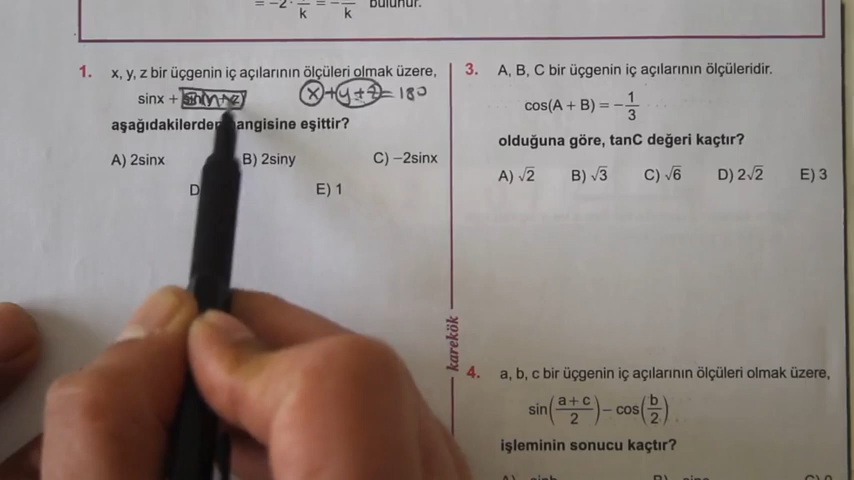 = -2 · /k = - /k bulunur.
1. x, y, z bir üçgenin iç açılarının ölçüleri olmak üzere,
sinx + x + y + z = 180
aşağıdakilerden hangisine eşittir?
A) 2sinx B) 2siny C) −2sinx
D E) 1
3. A, B, C bir üçgenin iç açılarının ölçüleridir.
cos(A + B) = −1/3
olduğuna göre, tanC değeri kaçtır?
A) √2 B) √3 C) √6 D) 2√2 E) 3
karekök
4. a, b, c bir üçgenin iç açılarının ölçüleri olmak üzere,
sin((a+c)/2) − cos(b/2)
işleminin sonucu kaçtır?